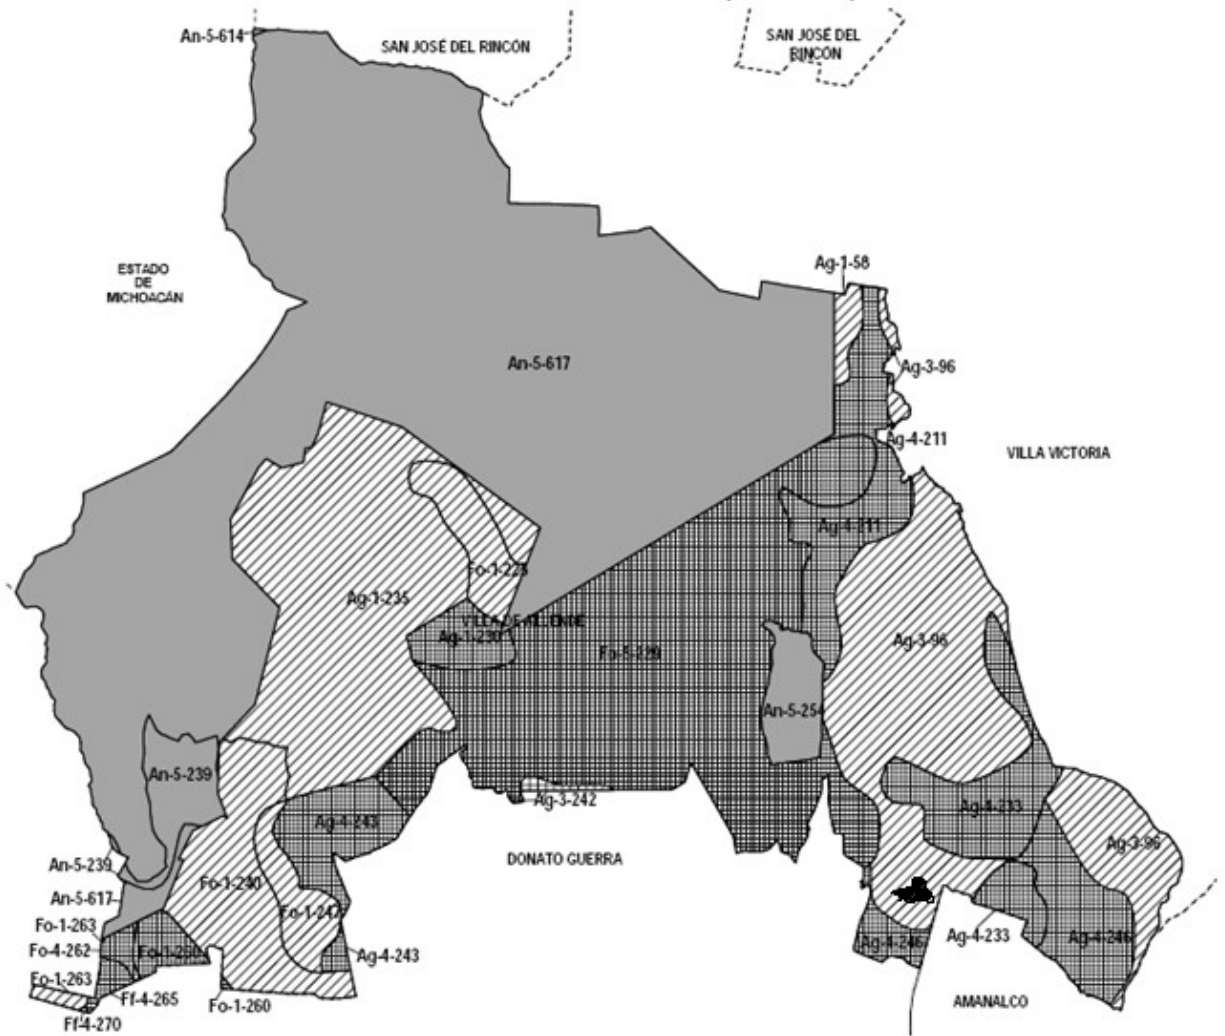 An-5-614
SAN JOSÉ DEL RINCÓN
SAN JOSÉ DEL
RINCÓN
ESTADO
DE
MICHOACÁN
Ag-1-58
An-5-617
Ag-3-96
Ag-4-211
VILLA VICTORIA
Ag-4-211
Ag-1-235
VILLA DE ALLENDE
Ag-1-230
Fo-5-229
Ag-3-96
An-5-254
An-5-239
Ag-3-242
Ag-4-243
Ag-4-233
DONATO GUERRA
Ag-3-96
An-5-239
Fo-1-240
An-5-617
Fo-1-247
Fo-1-263
Fo-4-262
Ag-4-243
Ag-4-246
Ag-4-233
Ag-4-246
Fo-1-263
Ff-4-265
Fo-1-260
AMANALCO
Ff-4-270